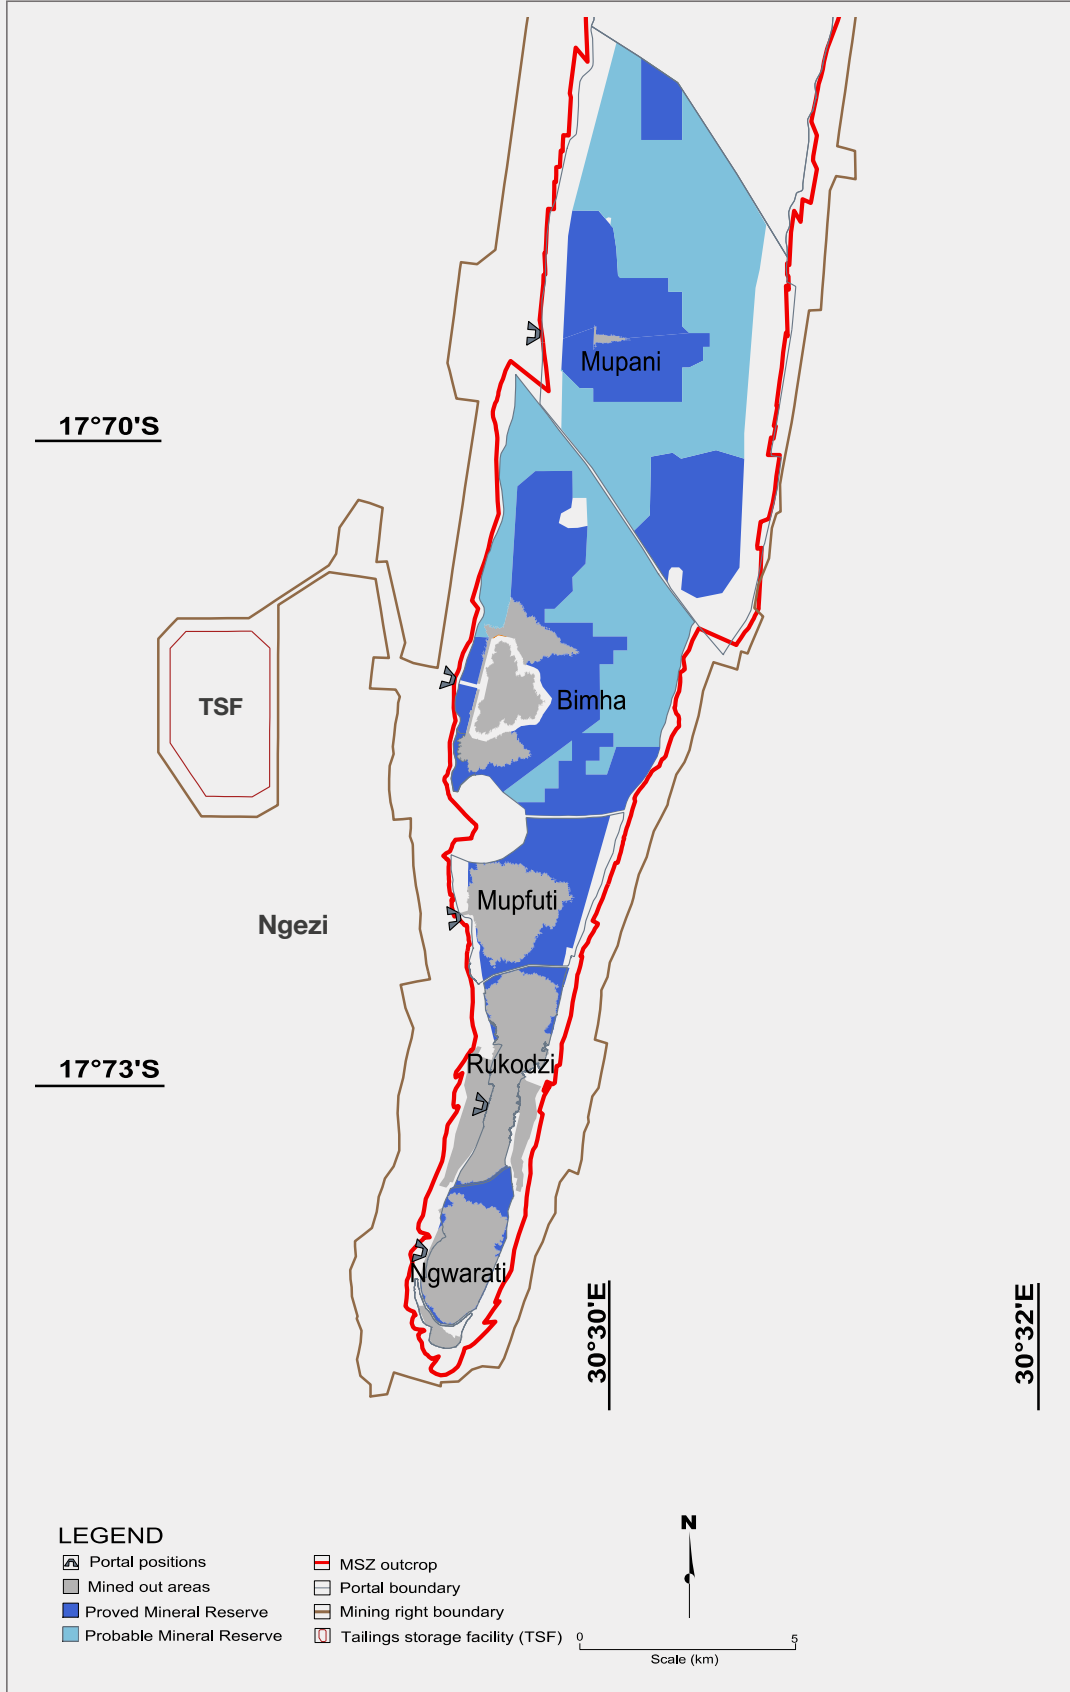 Mupani
17°70'S
Bimha
TSF
Mupfuti
Ngezi
17°73'S
Rukodzi
Ngwarati
30°30'E
30°32'E
LEGEND
Portal positions
Mined out areas
Proved Mineral Reserve
Probable Mineral Reserve
MSZ outcrop
Portal boundary
Mining right boundary
Tailings storage facility (TSF)
N
0 5
Scale (km)